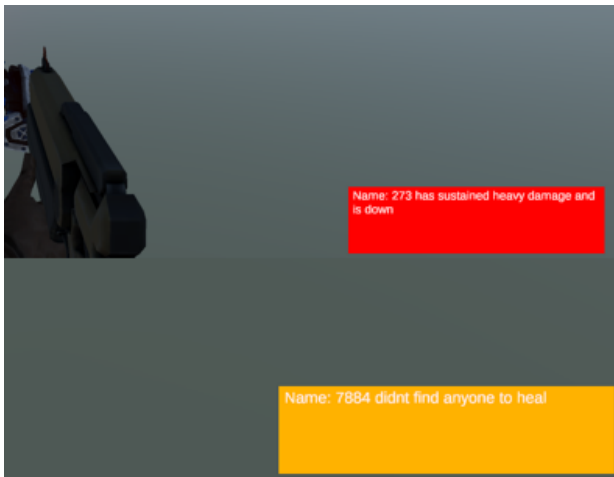 Name: 273 has sustained heavy damage and
is down
Name: 7884 didnt find anyone to heal